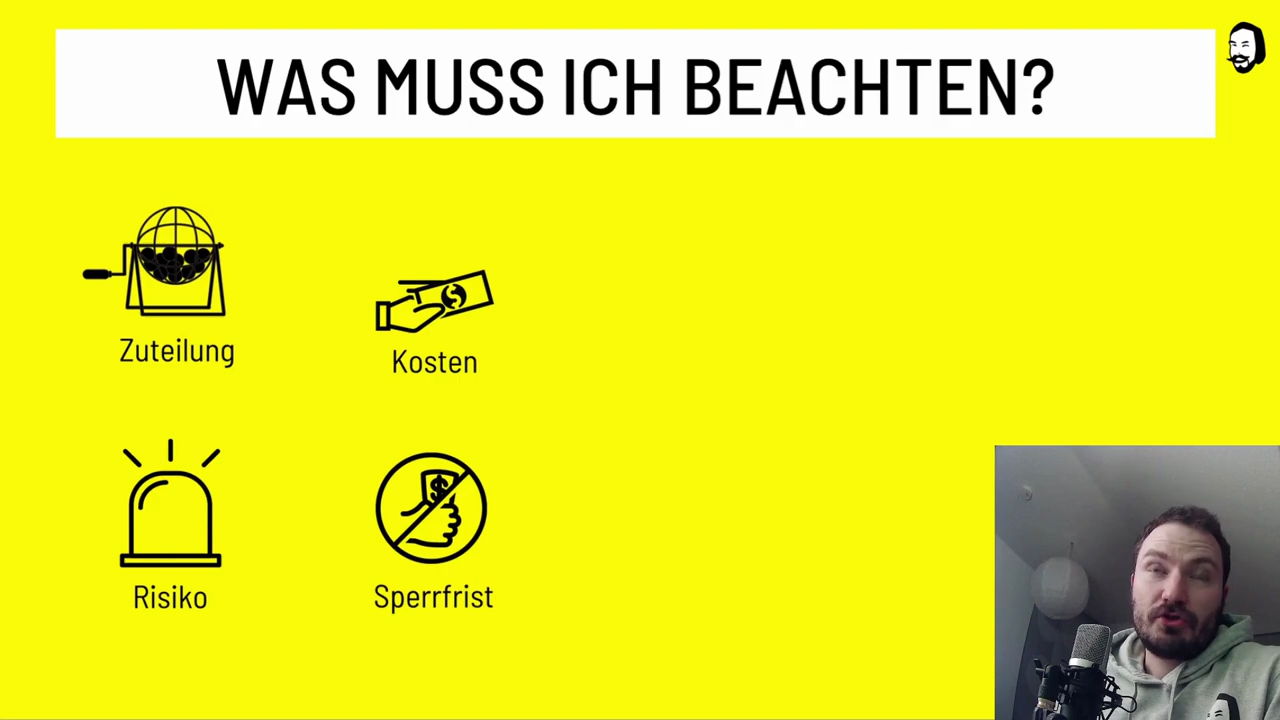 WAS MUSS ICH BEACHTEN?
Zuteilung
Kosten
Risiko
Sperrfrist